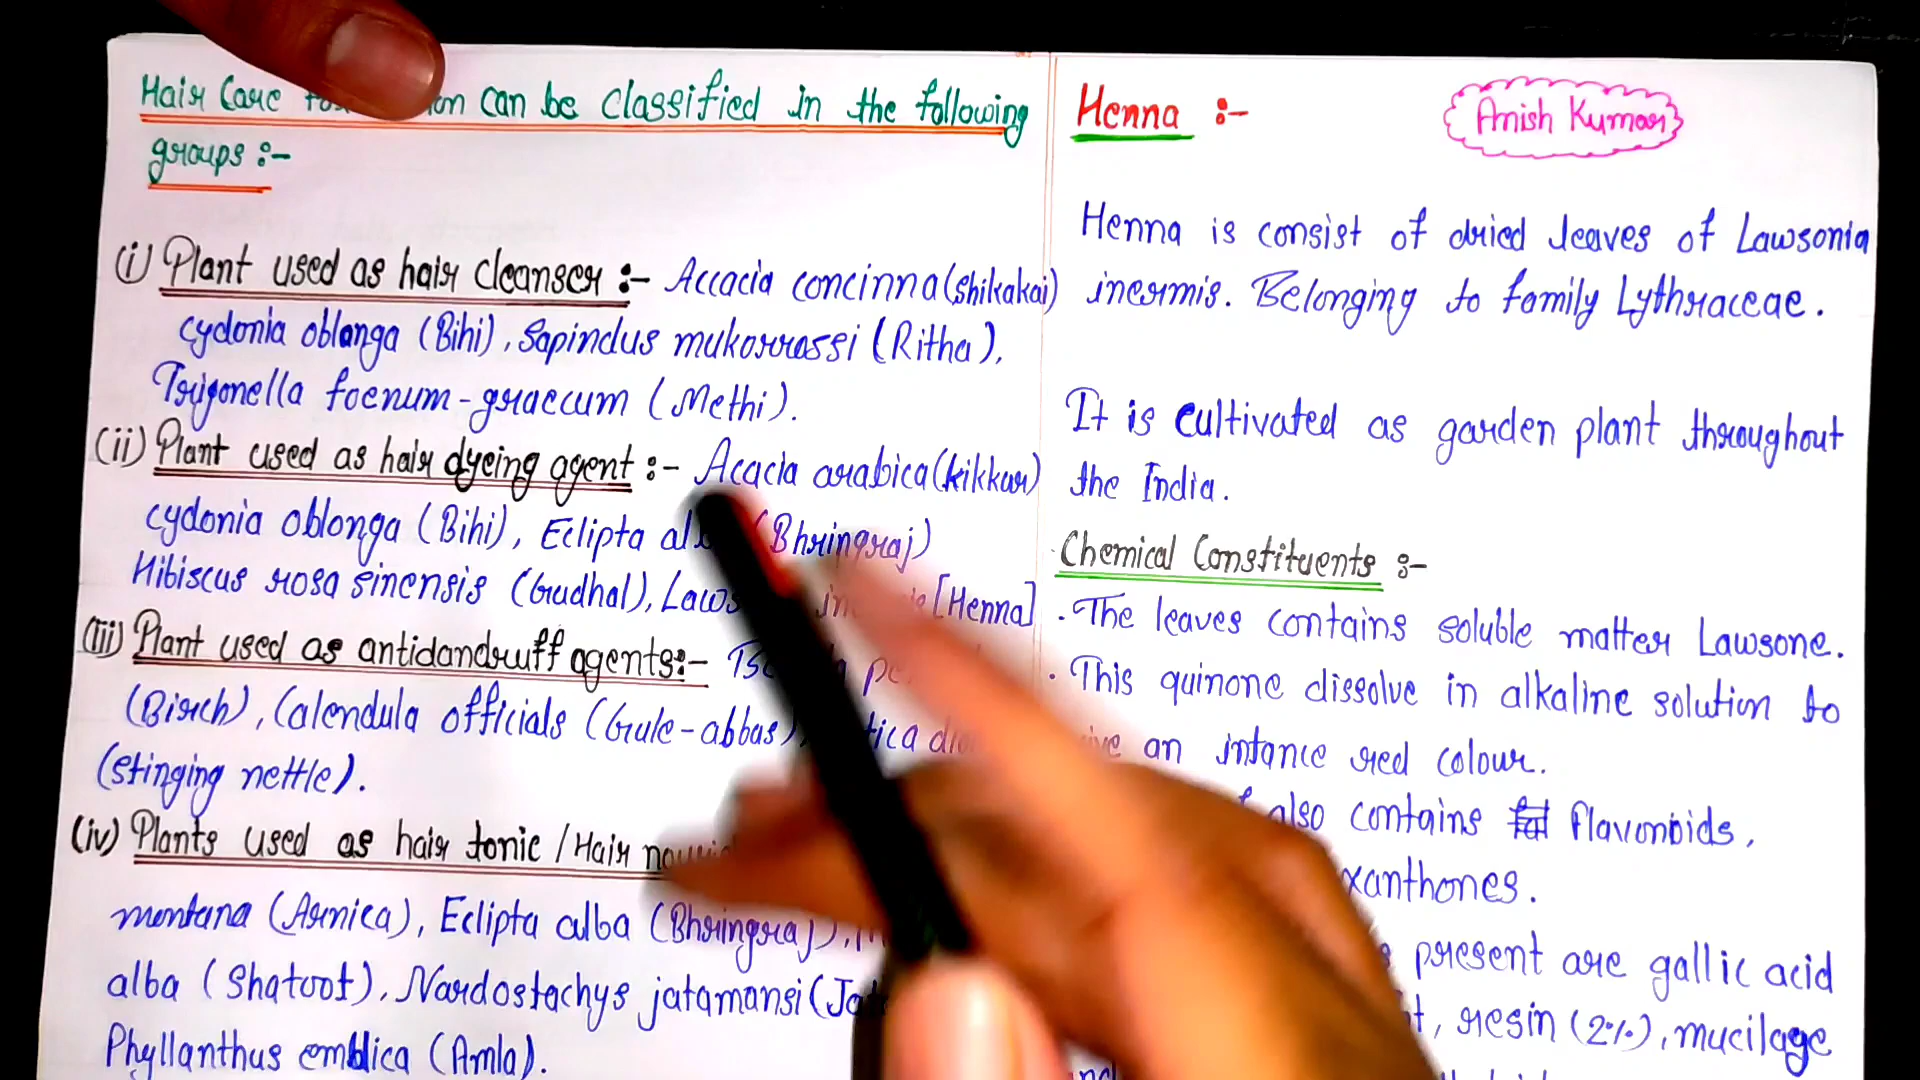 Hair Care can be classified in the following
groups :-
(i) Plant used as hair cleanser :- Accacia concinna (Shikakai)
cydonia oblanga (Bihi), Sapindus mukorrassi (Ritha),
Trigonella foenum-graecum (Methi).
(ii) Plant used as hair dyeing agent :- Acacia arabica (kikkar)
cydonia oblonga (Bihi), Eclipta (Bhringraj)
Hibiscus rosa sinensis (Gudhal), [Henna]
(iii) Plant used as antidandruff agents:-
(Birch), Calendula officials (Gule-abbas)
(stinging nettle).
(iv) Plants used as hair tonic / Hair
montana (Arnica), Eclipta alba (Bhringraj),
alba (Shatoot), Nardostachys jatamansi
Phyllanthus emblica (Amla).
Henna :-
Anish Kumar
Henna is consist of dried leaves of Lawsonia
inermis. Belonging to family Lythraceae.
It is cultivated as garden plant throughout
the India.
Chemical Constituents :-
. The leaves contains soluble matter Lawsone.
. This quinone dissolve in alkaline solution to
an intance red colour.
also contains flavonoids,
xanthones.
present are gallic acid
, resin (2%), mucilage